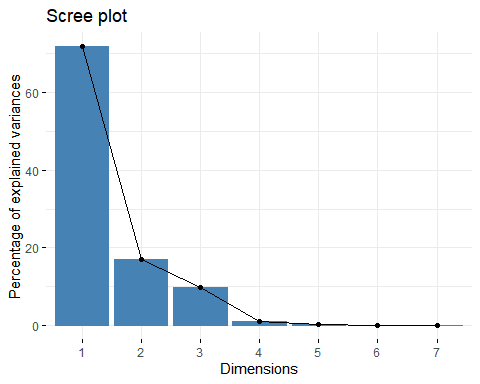 Scree plot
Percentage of explained variances
60
40
20
0
1 2 3 4 5 6 7
Dimensions